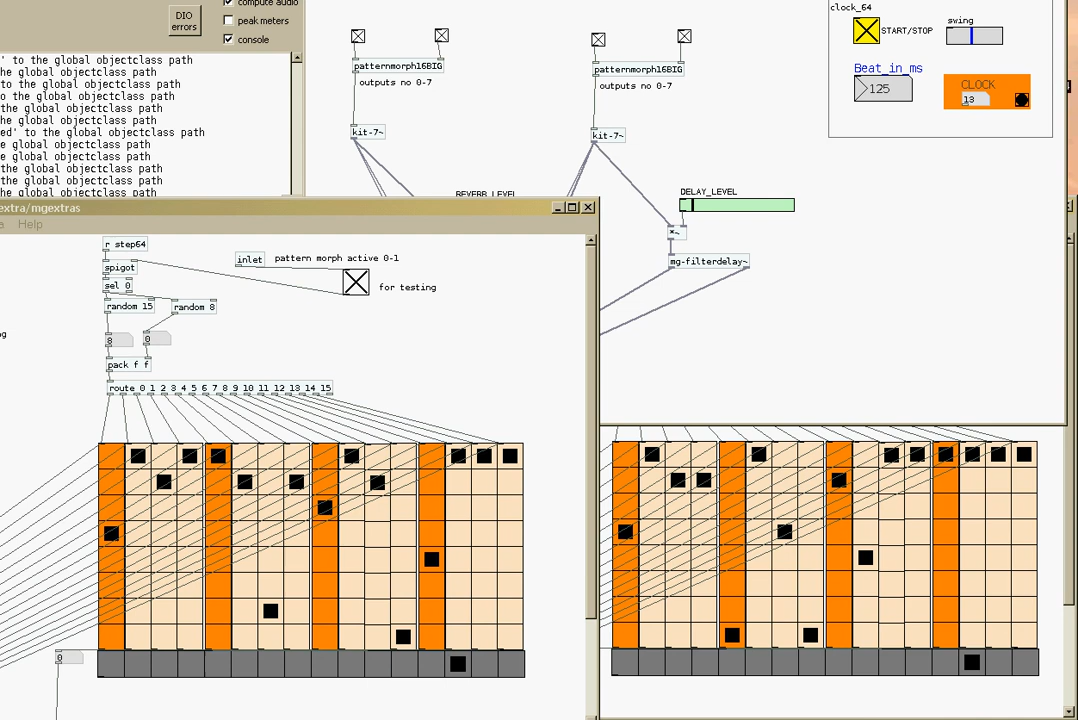 DIO
errors
compute audio
peak meters
console
' to the global objectclass path
he global objectclass path
to the global objectclass path
o the global objectclass path
the global objectclass path
the global objectclass path
ed' to the global objectclass path
e the global objectclass path
the global objectclass path
the global objectclass path
the global objectclass path
the global objectclass path
patternmorph16BIG
outputs no 0-7
kit-7~
patternmorph16BIG
outputs no 0-7
kit-7~
REVERB_LEVEL
DELAY_LEVEL
*~
mg-filterdelay~
clock_64
START/STOP
swing
Beat_in_ms
125
CLOCK
13
extra/mgextras
Help
r step64
spigot
sel 0
random 15
random 8
8
0
pack f f
route 0 1 2 3 4 5 6 7 8 9 10 11 12 13 14 15
inlet
pattern morph active 0-1
for testing
0